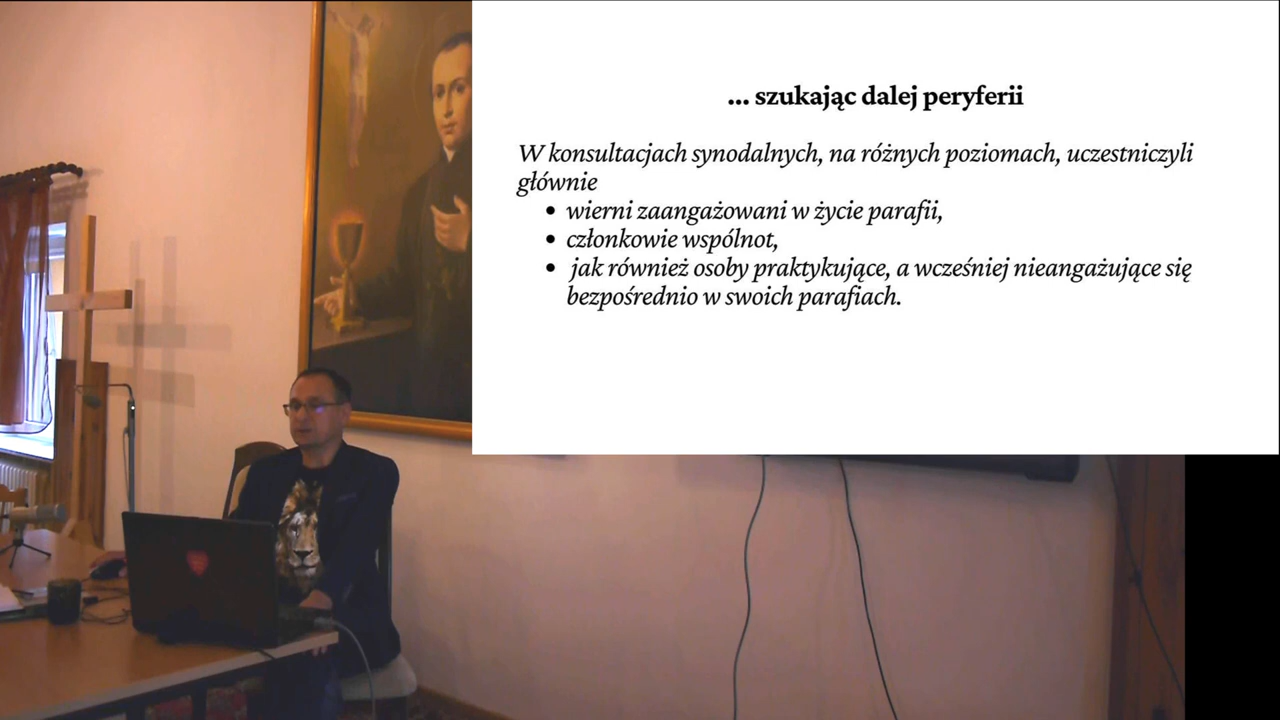 ... szukając dalej peryferii
W konsultacjach synodalnych, na różnych poziomach, uczestniczyli
głównie
• wierni zaangażowani w życie parafii,
• członkowie wspólnot,
• jak również osoby praktykujące, a wcześniej nieangażujące się
bezpośrednio w swoich parafiach.